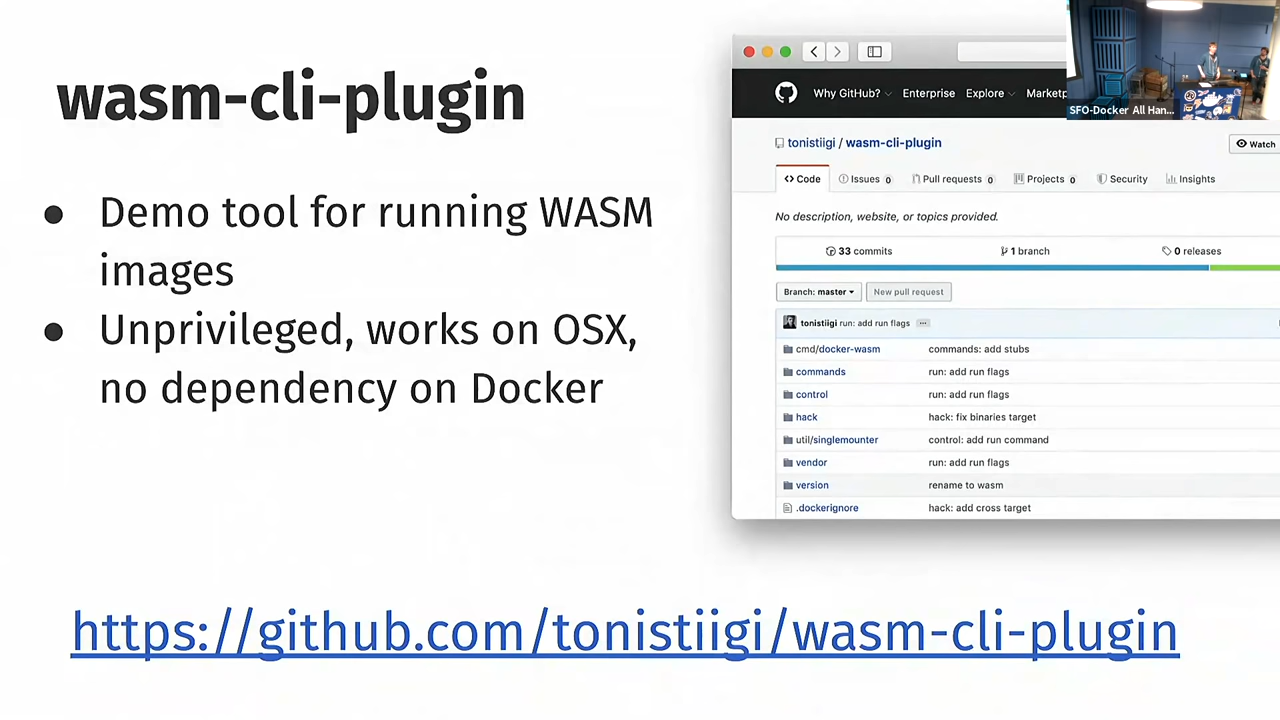 wasm-cli-plugin
● Demo tool for running WASM
images
● Unprivileged, works on OSX,
no dependency on Docker
https://github.com/tonistiigi/wasm-cli-plugin
Why GitHub? Enterprise Explore Marketp
SFO-Docker All Han...
tonistiigi / wasm-cli-plugin
Watch
Code Issues 0 Pull requests 0 Projects 0 Security Insights
No description, website, or topics provided.
33 commits 1 branch 0 releases
Branch: master New pull request
tonistiigi run: add run flags ...
cmd/docker-wasm commands: add stubs
commands run: add run flags
control run: add run flags
hack hack: fix binaries target
util/singlemounter control: add run command
vendor run: add run flags
version rename to wasm
.dockerignore hack: add cross target